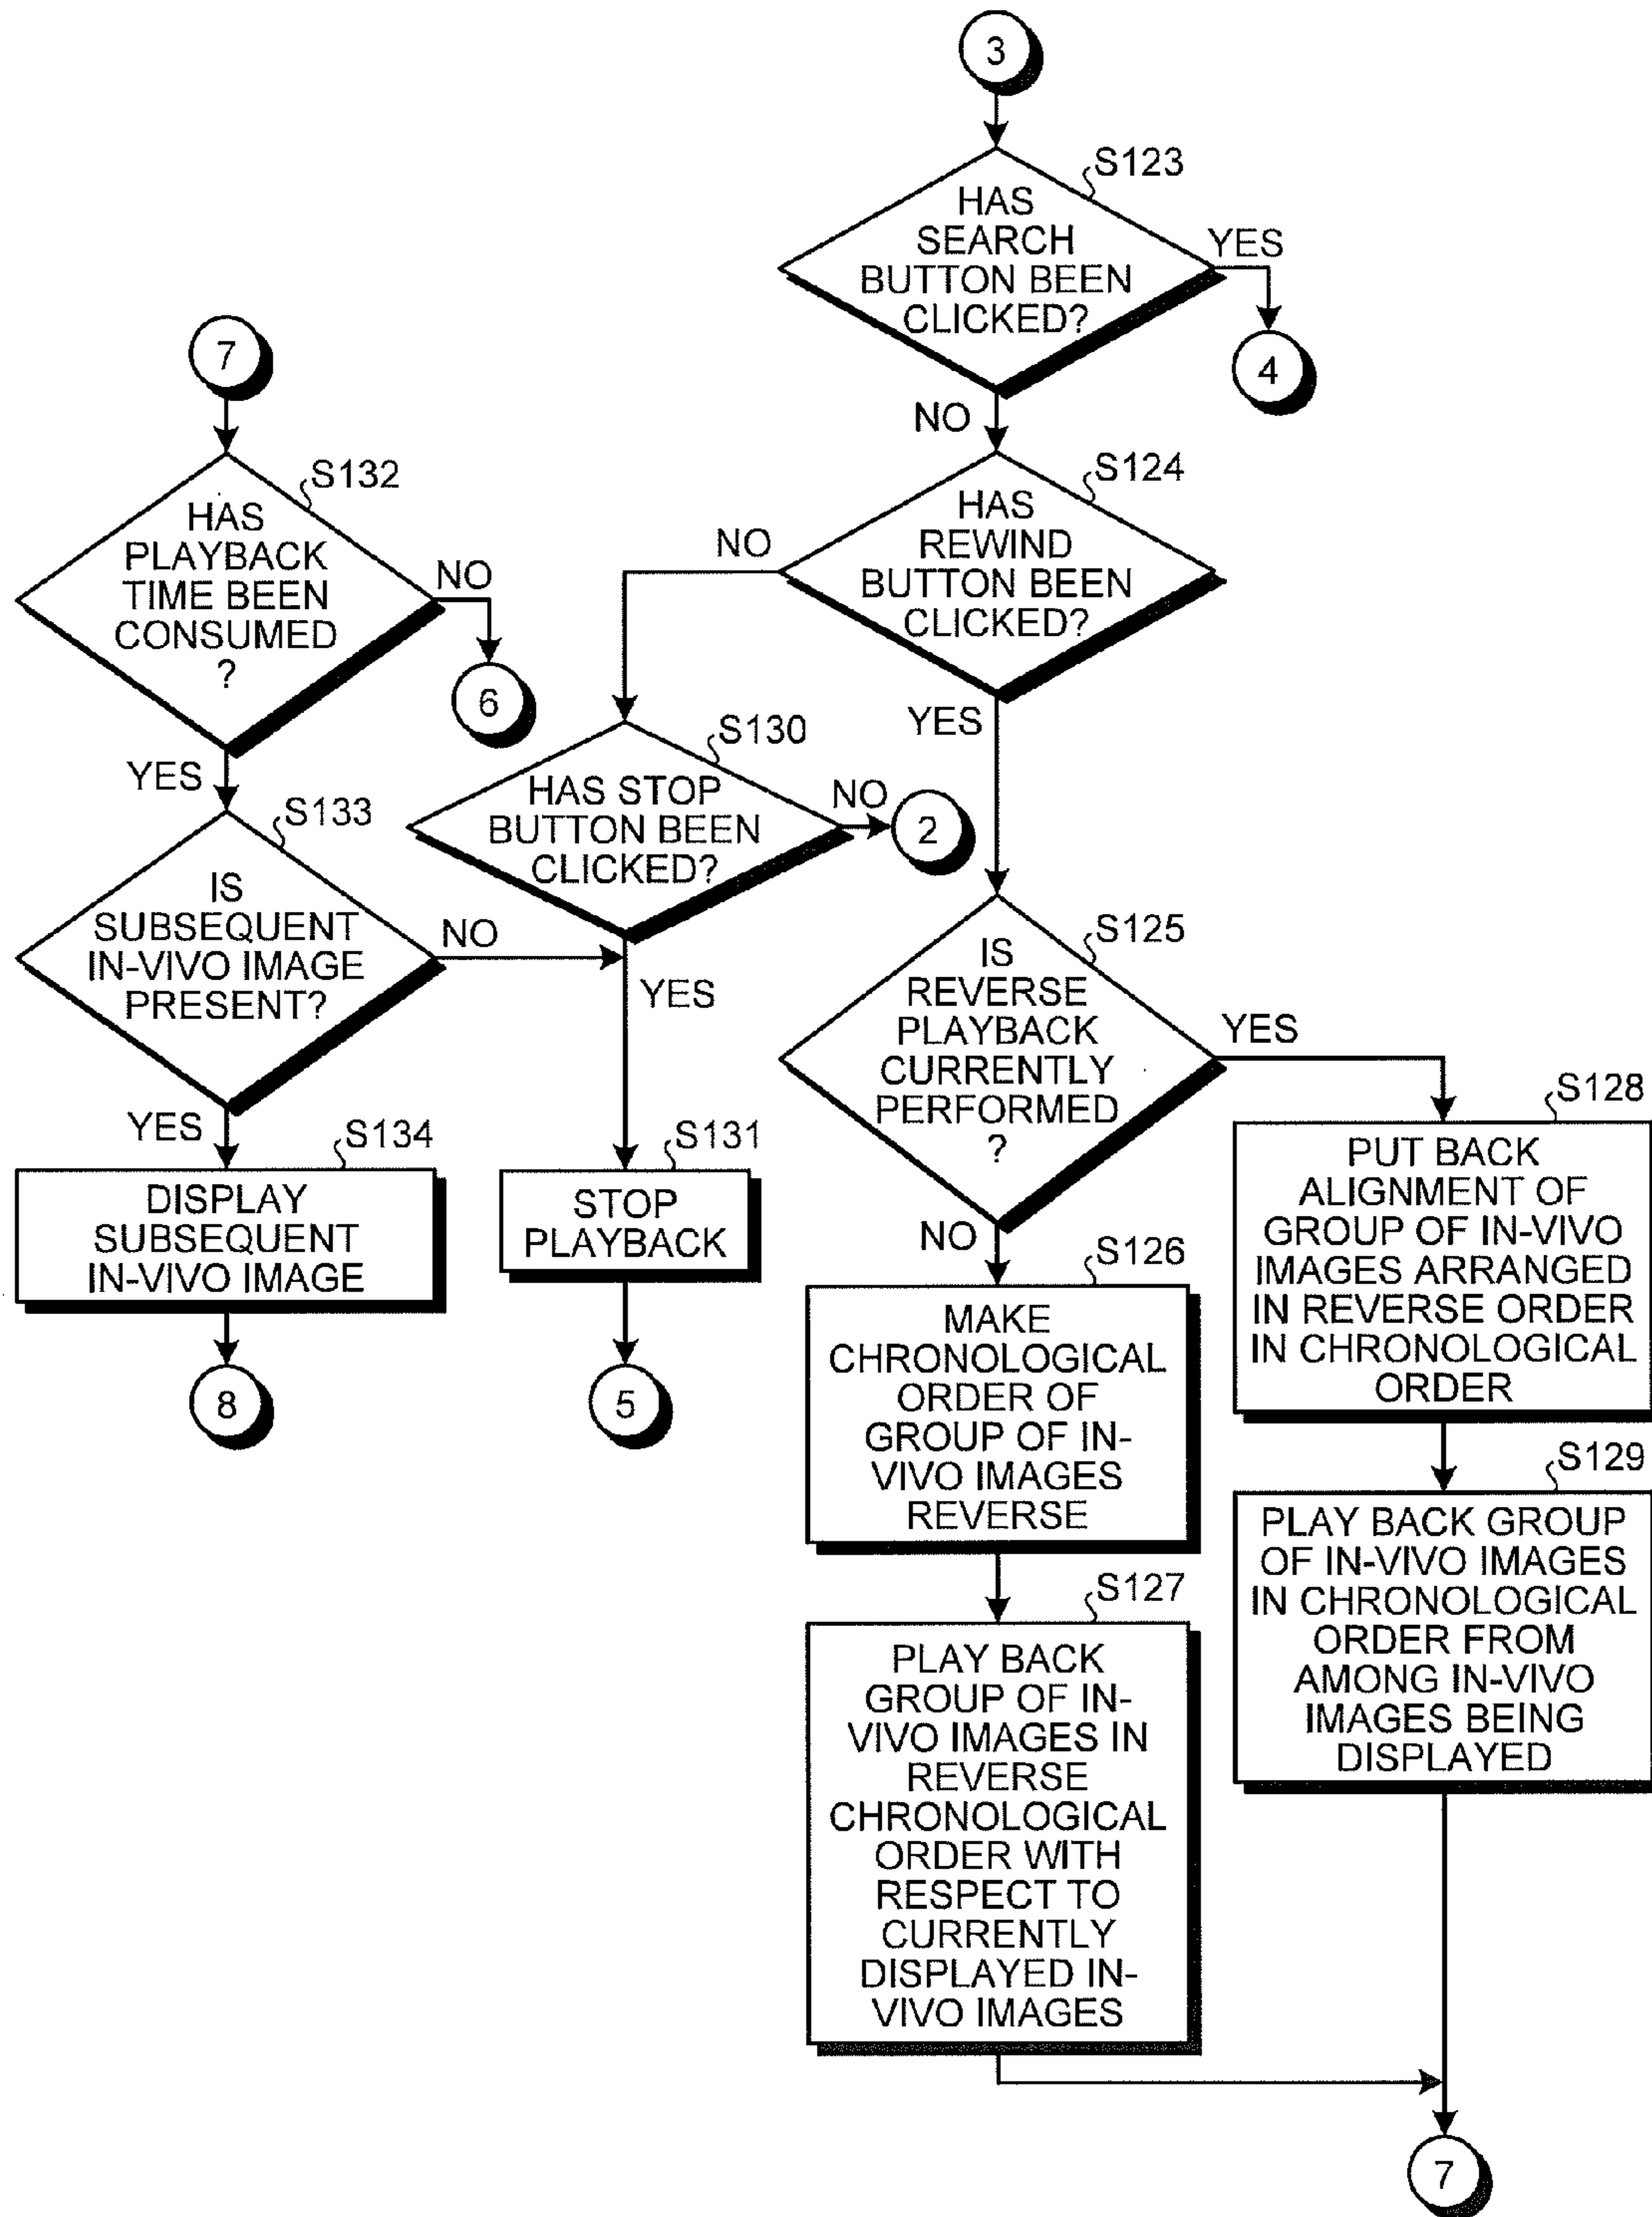 3
S123
HAS
SEARCH
BUTTON BEEN
CLICKED?
YES
4
NO
S124
HAS
REWIND
BUTTON BEEN
CLICKED?
NO
YES
7
S132
HAS
PLAYBACK
TIME BEEN
CONSUMED
?
NO
6
YES
S133
IS
SUBSEQUENT
IN-VIVO IMAGE
PRESENT?
NO
YES
S134
DISPLAY
SUBSEQUENT
IN-VIVO IMAGE
8
S130
HAS STOP
BUTTON BEEN
CLICKED?
NO
2
YES
S131
STOP
PLAYBACK
5
S125
IS
REVERSE
PLAYBACK
CURRENTLY
PERFORMED
?
YES
NO
S126
MAKE
CHRONOLOGICAL
ORDER OF
GROUP OF IN-
VIVO IMAGES
REVERSE
S127
PLAY BACK
GROUP OF IN-
VIVO IMAGES IN
REVERSE
CHRONOLOGICAL
ORDER WITH
RESPECT TO
CURRENTLY
DISPLAYED IN-
VIVO IMAGES
S128
PUT BACK
ALIGNMENT OF
GROUP OF IN-VIVO
IMAGES ARRANGED
IN REVERSE ORDER
IN CHRONOLOGICAL
ORDER
S129
PLAY BACK GROUP
OF IN-VIVO IMAGES
IN CHRONOLOGICAL
ORDER FROM
AMONG IN-VIVO
IMAGES BEING
DISPLAYED
7